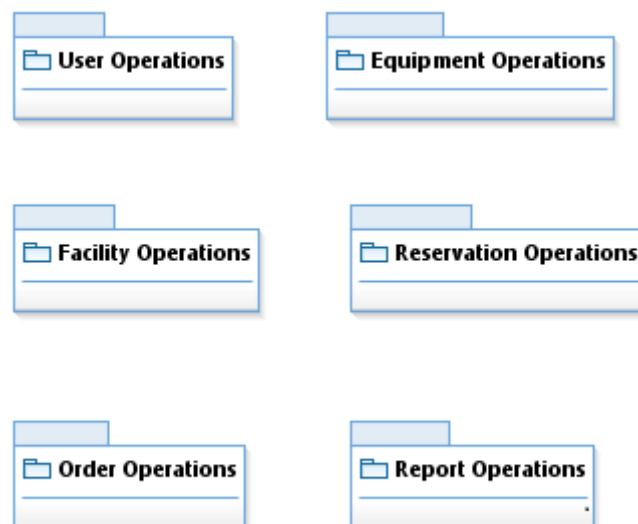 User Operations
Equipment Operations
Facility Operations
Reservation Operations
Order Operations
Report Operations